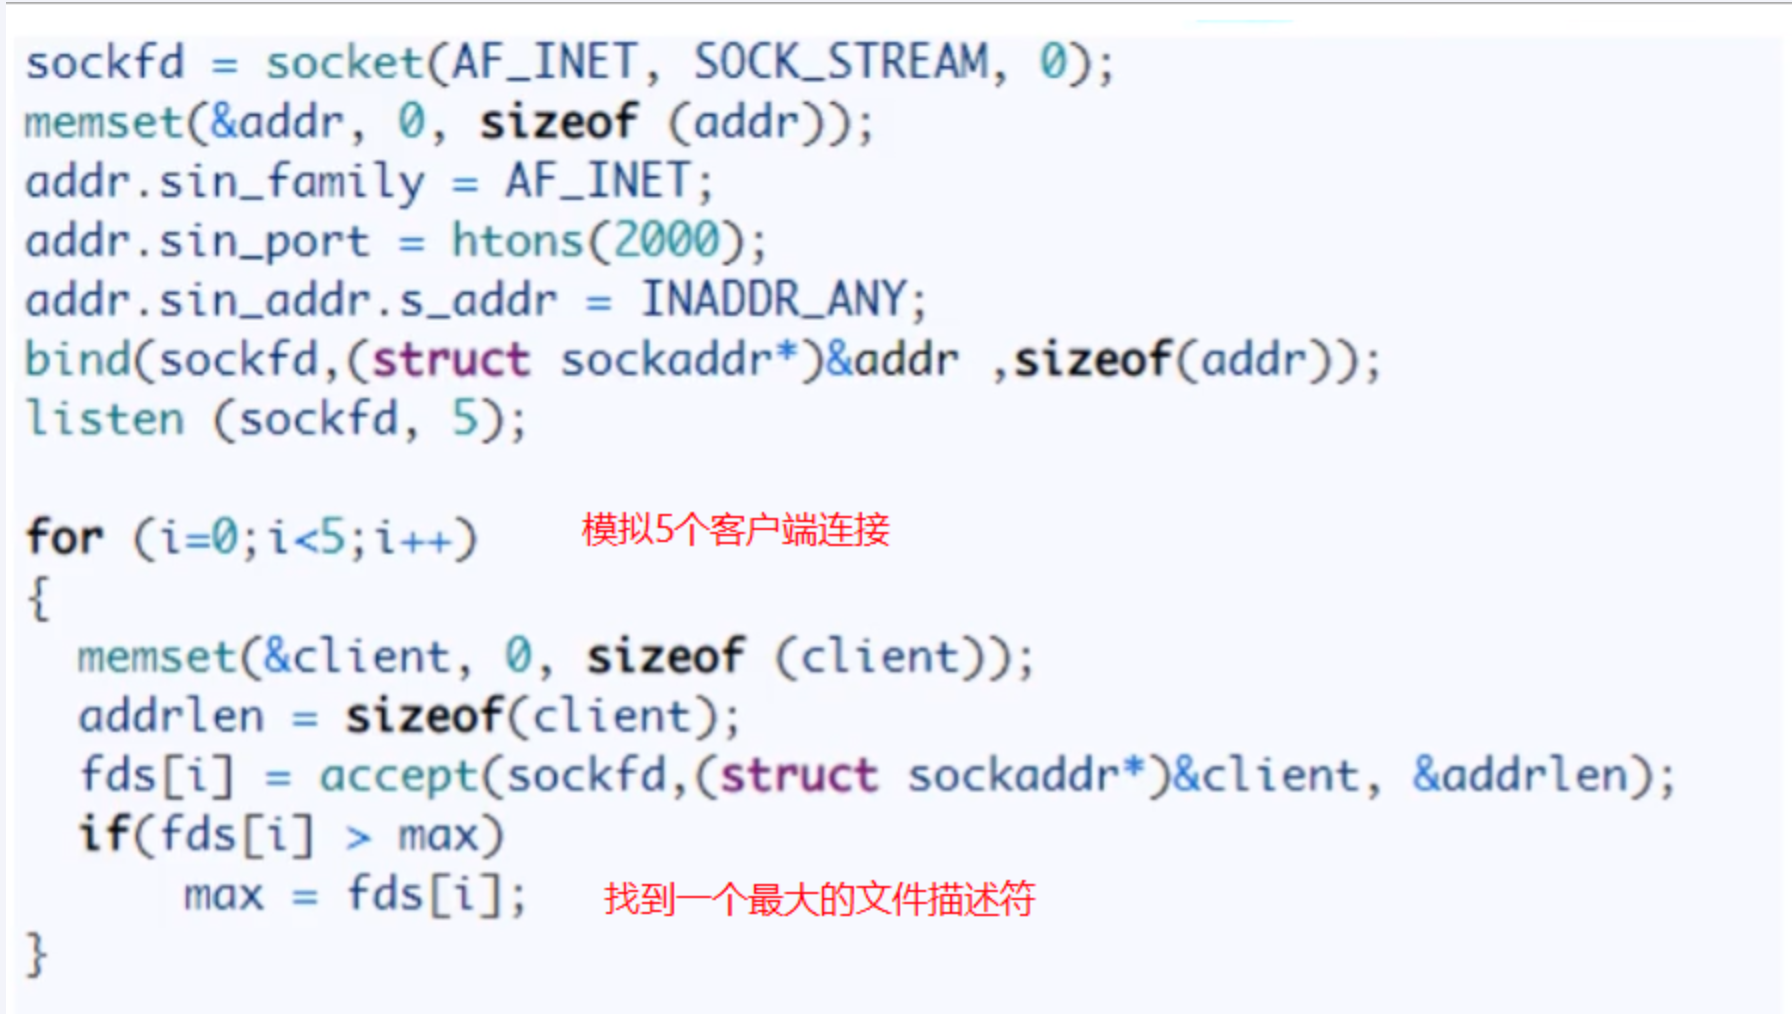 sockfd = socket(AF_INET, SOCK_STREAM, 0);
memset(&addr, 0, sizeof (addr));
addr.sin_family = AF_INET;
addr.sin_port = htons(2000);
addr.sin_addr.s_addr = INADDR_ANY;
bind(sockfd,(struct sockaddr*)&addr ,sizeof(addr));
listen (sockfd, 5);
for (i=0;i<5;i++) 模拟5个客户端连接
{
memset(&client, 0, sizeof (client));
addrlen = sizeof(client);
fds[i] = accept(sockfd,(struct sockaddr*)&client, &addrlen);
if(fds[i] > max)
max = fds[i]; 找到一个最大的文件描述符
}